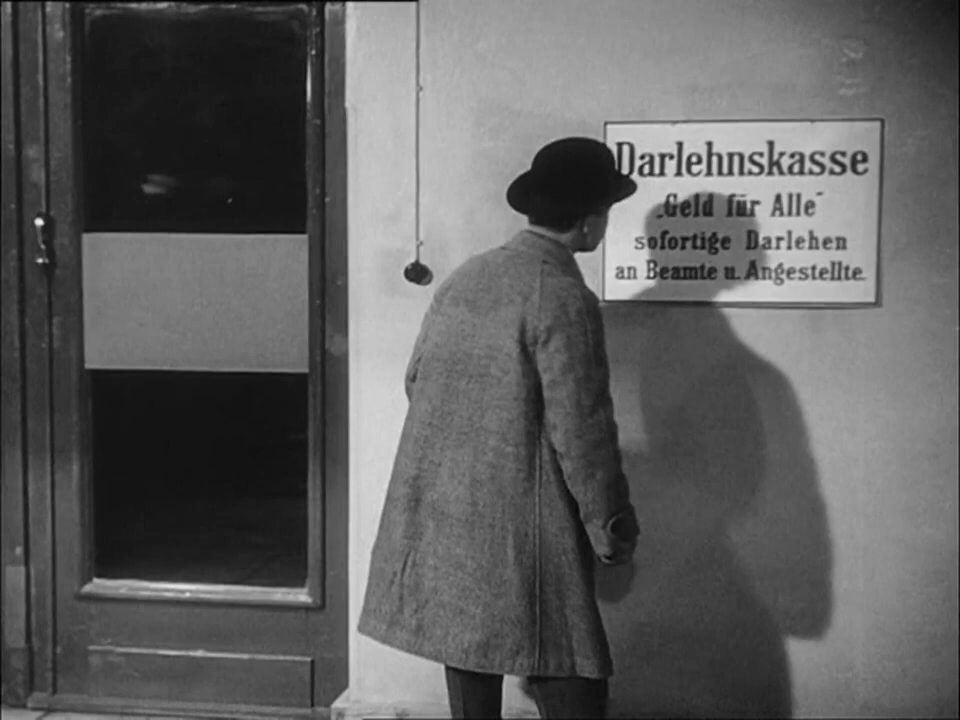 Darlehnskasse
„Geld für Alle“
sofortige Darlehen
an Beamte u. Angestellte.